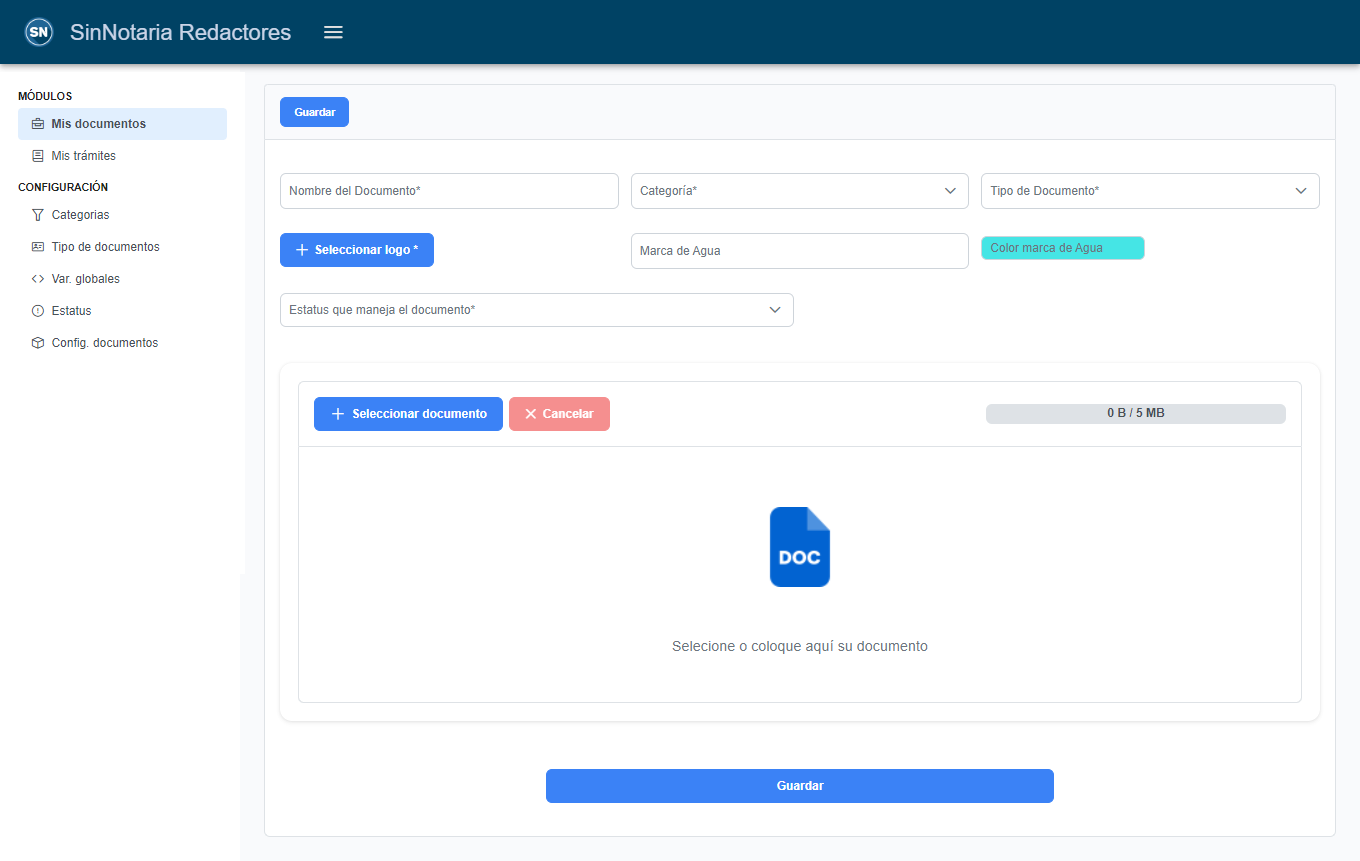 SN SinNotaria Redactores
MÓDULOS
Mis documentos
Mis trámites
CONFIGURACIÓN
Categorias
Tipo de documentos
Var. globales
Estatus
Config. documentos
Guardar
Nombre del Documento*
Categoría*
Tipo de Documento*
Seleccionar logo *
Marca de Agua
Color marca de Agua
Estatus que maneja el documento*
Seleccionar documento
Cancelar
0 B / 5 MB
DOC
Selecione o coloque aquí su documento
Guardar